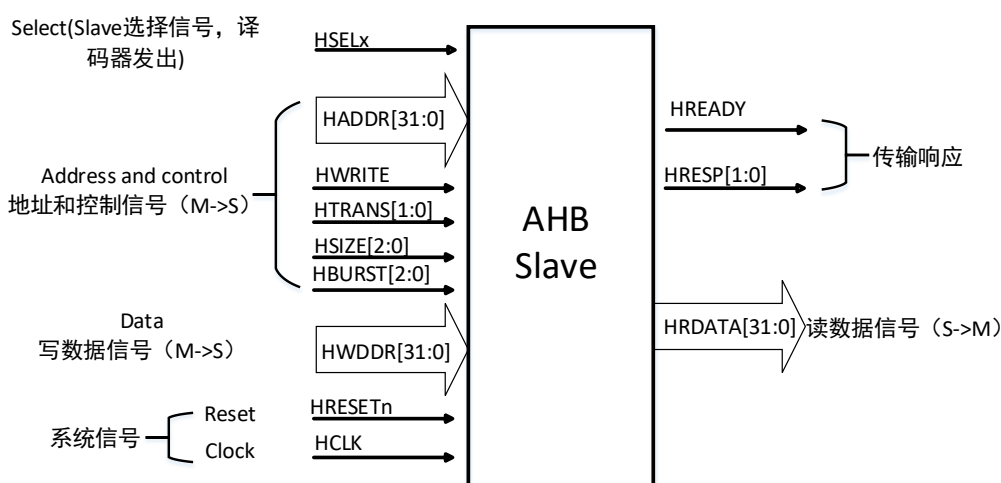 Select(Slave选择信号，译
码器发出)
HSELx
HADDR[31:0]
Address and control
地址和控制信号（M->S）
HWRITE
HTRANS[1:0]
HSIZE[2:0]
HBURST[2:0]
Data
写数据信号（M->S）
HWDDR[31:0]
系统信号
Reset
Clock
HRESETn
HCLK
AHB
Slave
HREADY
HRESP[1:0]
传输响应
HRDATA[31:0]
读数据信号（S->M）